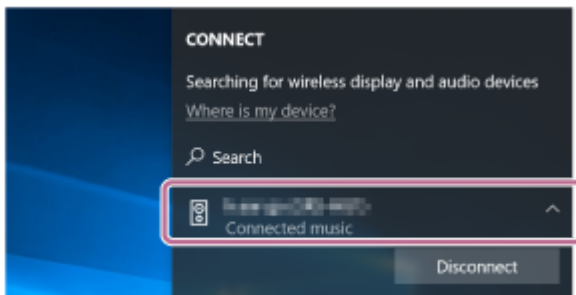 CONNECT
Searching for wireless display and audio devices
Where is my device?
Search
Connected music
Disconnect